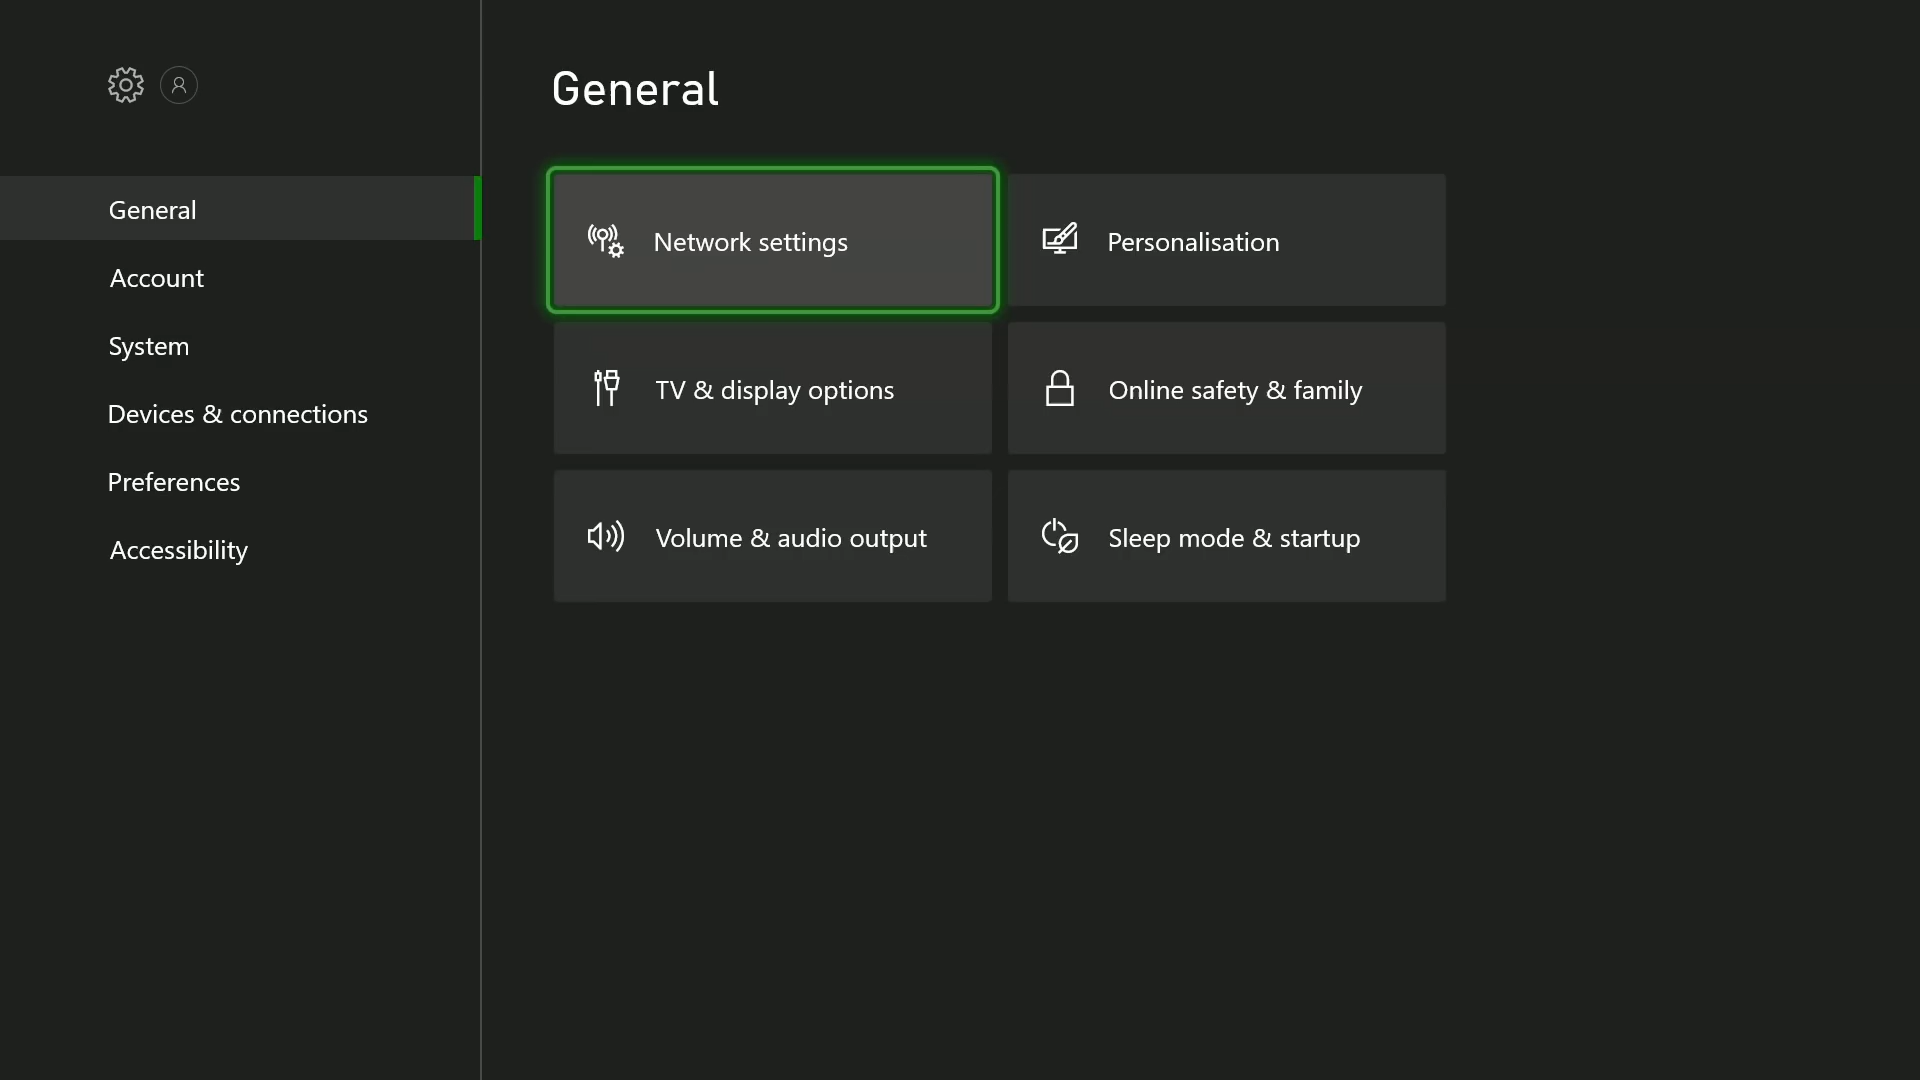 General
General
Account
System
Devices & connections
Preferences
Accessibility
Network settings
Personalisation
TV & display options
Online safety & family
Volume & audio output
Sleep mode & startup